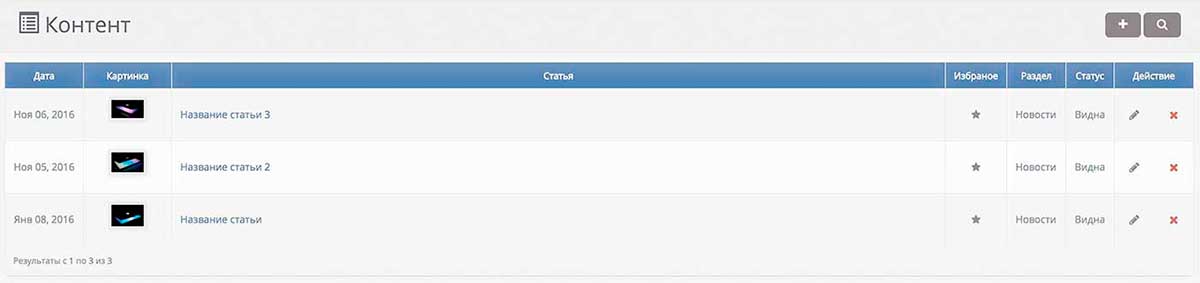 Контент
Дата Картинка Статья Избраное Раздел Статус Действие
Ноя 06, 2016 Название статьи 3 Новости Видна
Ноя 05, 2016 Название статьи 2 Новости Видна
Янв 08, 2016 Название статьи Новости Видна
Результаты с 1 по 3 из 3